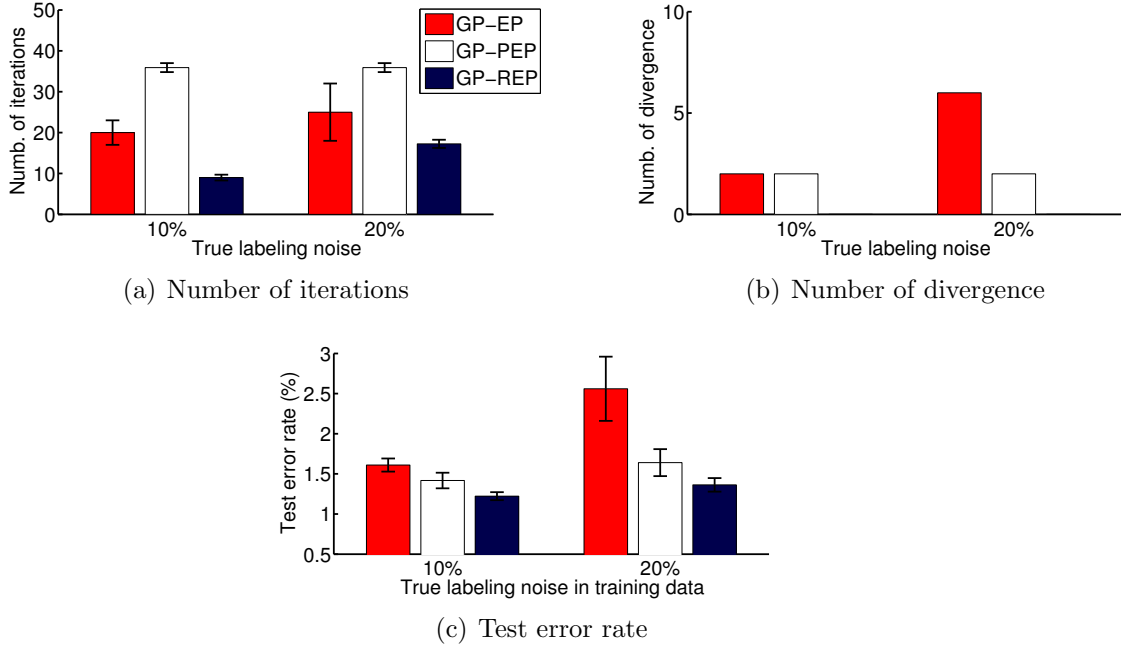 50
40
30
20
10
0
Numb. of iterations
GP−EP
GP−PEP
GP−REP
10%
20%
True labeling noise
(a) Number of iterations
10
5
0
Numb. of divergence
10%
20%
True labeling noise
(b) Number of divergence
3
2.5
2
1.5
1
0.5
Test error rate (%)
10%
20%
True labeling noise in training data
(c) Test error rate